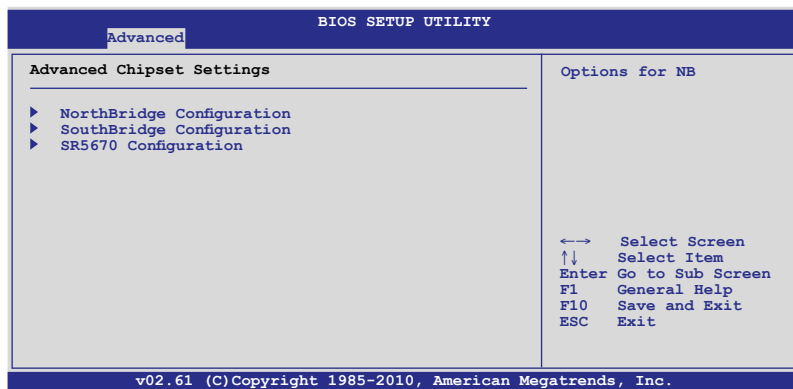 BIOS SETUP UTILITY
Advanced
Advanced Chipset Settings
NorthBridge Configuration
SouthBridge Configuration
SR5670 Configuration
Options for NB
←→ Select Screen
↑↓ Select Item
Enter Go to Sub Screen
F1 General Help
F10 Save and Exit
ESC Exit
v02.61 (C)Copyright 1985-2010, American Megatrends, Inc.